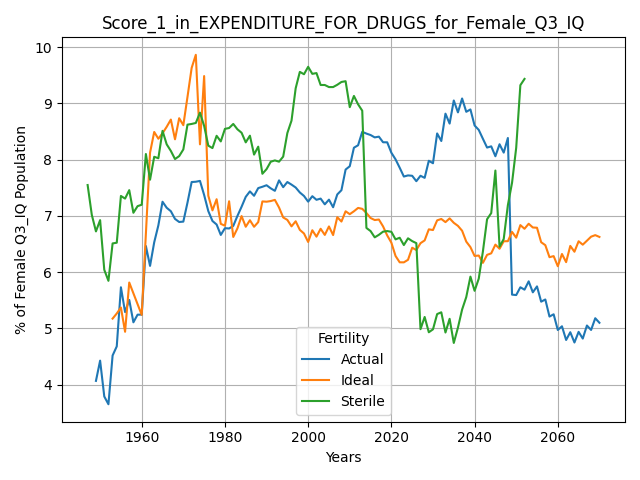 Score_1_in_EXPENDITURE_FOR_DRUGS_for_Female_Q3_IQ
% of Female Q3_IQ Population
10
9
8
7
6
5
4
Fertility
Actual
Ideal
Sterile
1960
1980
2000
2020
2040
2060
Years